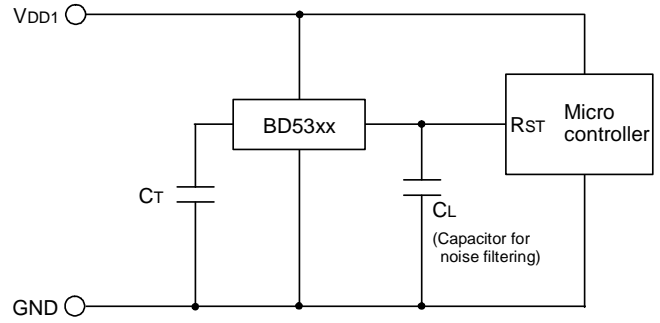 VDD1
BD53xx
RST
Micro
controller
CT
CL
(Capacitor for
noise filtering)
GND